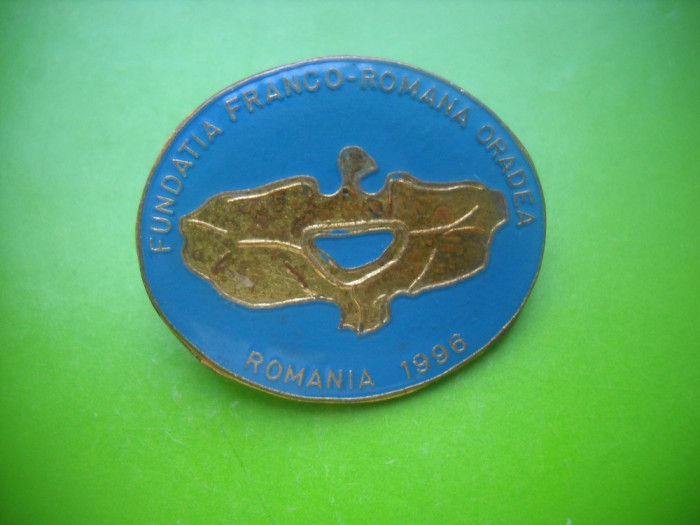 FUNDATIA FRANCO-ROMANA ORADEA
ROMANIA 1996